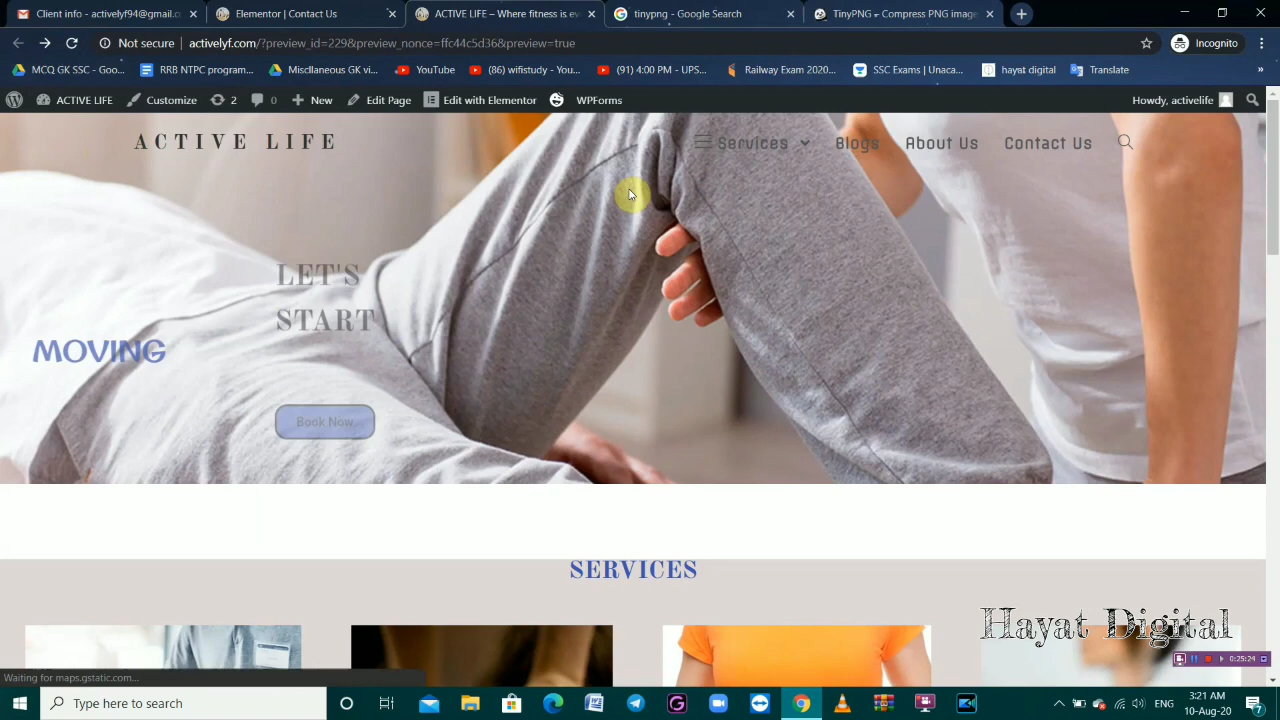 Client info - activelyf94@gmail.c
Elementor | Contact Us
ACTIVE LIFE – Where fitness is ev
tinypng - Google Search
TinyPNG – Compress PNG image
Not secure | activelyf.com/?preview_id=229&preview_nonce=ffc44c5d36&preview=true
Incognito
MCQ GK SSC - Goo...
RRB NTPC program...
Miscllaneous GK vi...
YouTube
(86) wifistudy - You...
(91) 4:00 PM - UPS...
Railway Exam 2020...
SSC Exams | Unaca...
hayat digital
Translate
»
ACTIVE LIFE
Customize
2
0
New
Edit Page
Edit with Elementor
WPForms
Howdy, activelife
ACTIVE LIFE
Services
Blogs
About Us
Contact Us
LET'S
START
MOVING
Book Now
SERVICES
Hayat Digital
0:25:24
Waiting for maps.gstatic.com...
Type here to search
ENG
3:21 AM
10-Aug-20
7